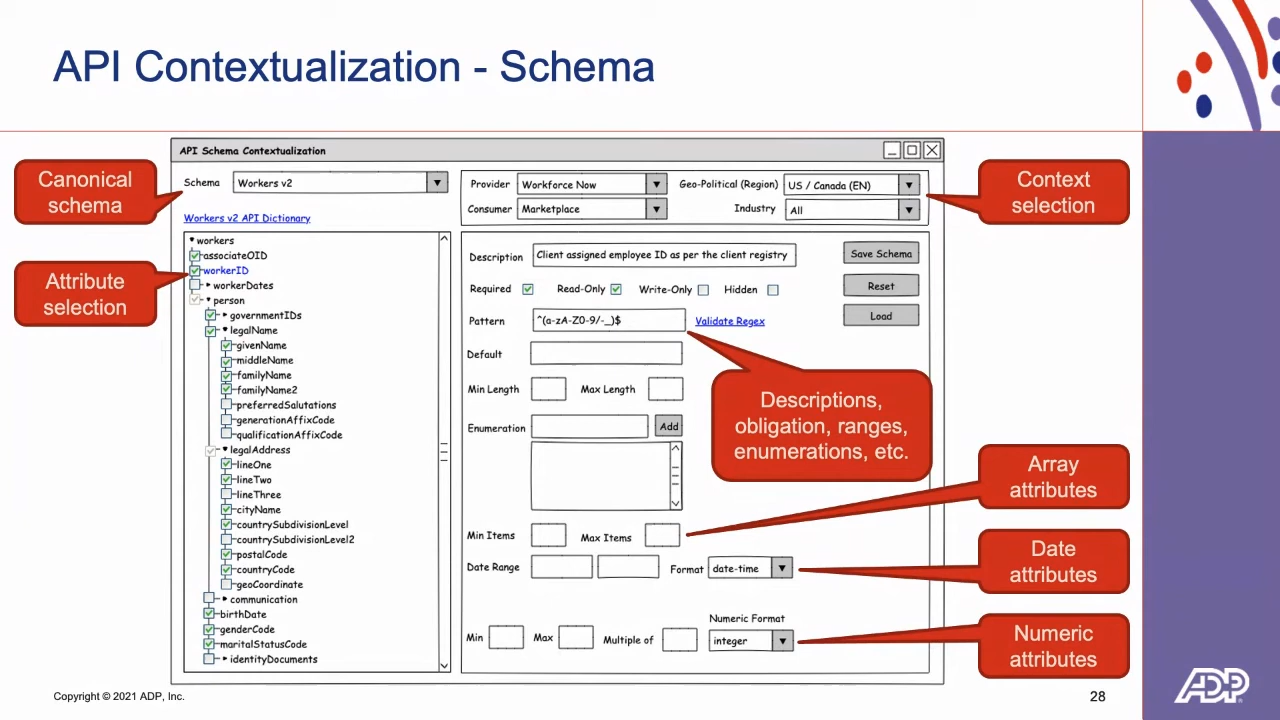 API Contextualization - Schema
API Schema Contextualization
Canonical
schema
Schema
Workers v2
Workers v2 API Dictionary
Provider
Workforce Now
Geo-Political (Region)
US / Canada (EN)
Consumer
Marketplace
Industry
All
Context
selection
Attribute
selection
workers
associateOID
workerID
workerDates
person
governmentIDs
legalName
givenName
middleName
familyName
familyName2
preferredSalutations
generationAffixCode
qualificationAffixCode
legalAddress
lineOne
lineTwo
lineThree
cityName
countrySubdivisionLevel
countrySubdivisionLevel2
postalCode
countryCode
geoCoordinate
communication
birthDate
genderCode
maritalStatusCode
identityDocuments
Description
Client assigned employee ID as per the client registry
Save Schema
Required
Read-Only
Write-Only
Hidden
Reset
Pattern
^(a-zA-Z0-9/-_)$
Validate Regex
Load
Default
Min Length
Max Length
Descriptions,
obligation, ranges,
enumerations, etc.
Enumeration
Add
Array
attributes
Min Items
Max Items
Date Range
Format
date-time
Date
attributes
Numeric Format
Min
Max
Multiple of
integer
Numeric
attributes
Copyright © 2021 ADP, Inc.
28
ADP